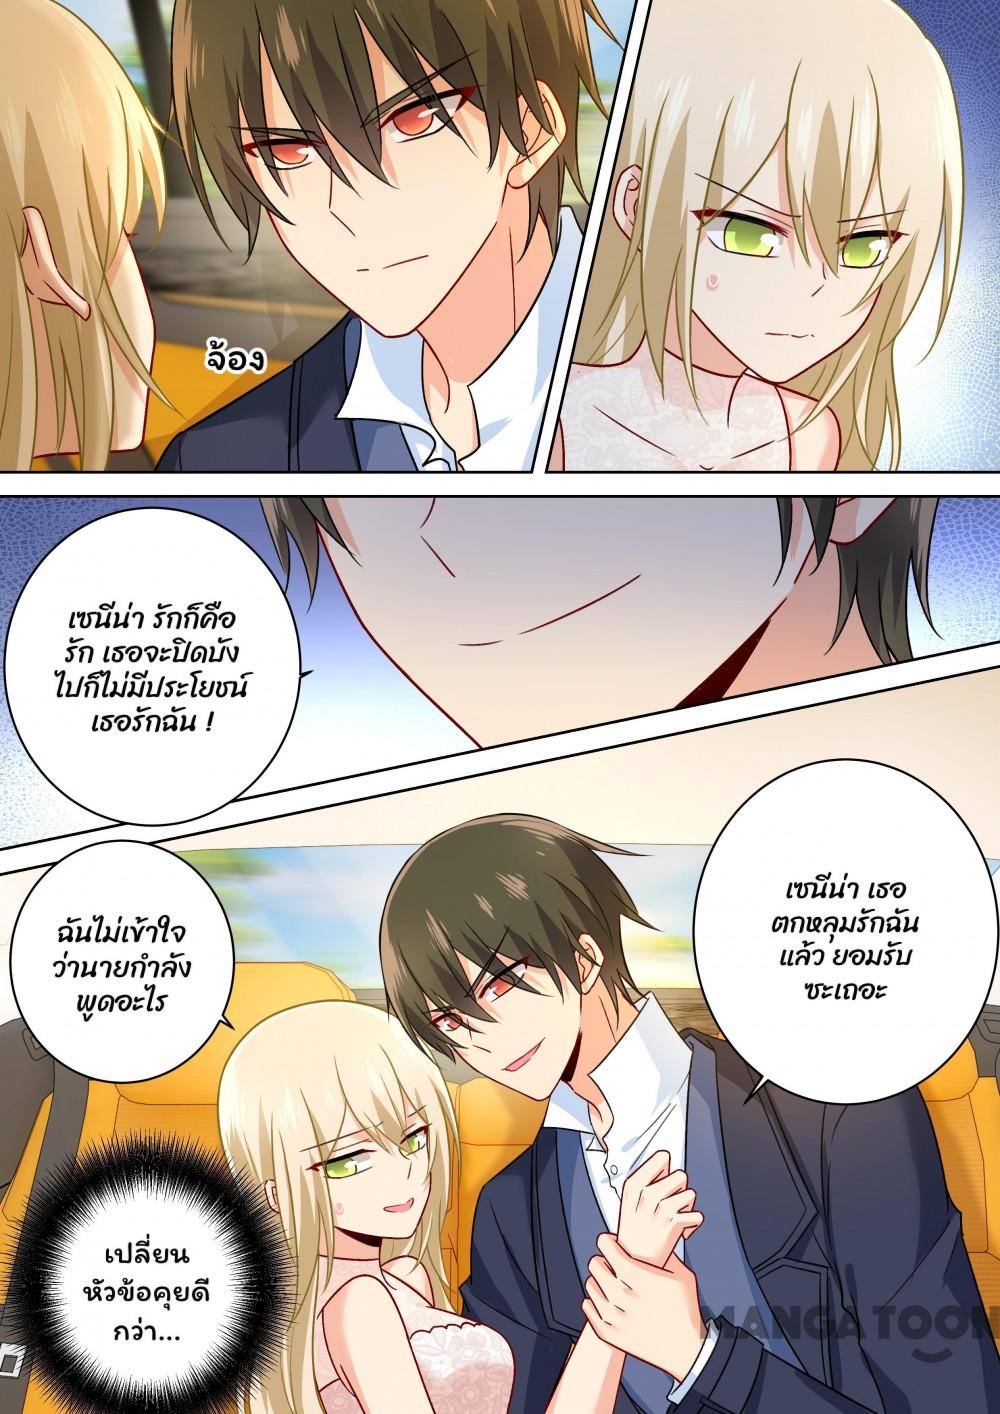 จ้อง
เซนีน่า รักก็คือ
รัก เธอจะปิดบัง
ไปก็ไม่มีประโยชน์
เธอรักฉัน !
เซนีน่า เธอ
ตกหลุมรักฉัน
แล้ว ยอมรับ
ซะเถอะ
ฉันไม่เข้าใจ
ว่านายกำลัง
พูดอะไร
เปลี่ยน
หัวข้อคุยดี
กว่า...
MANGATOON